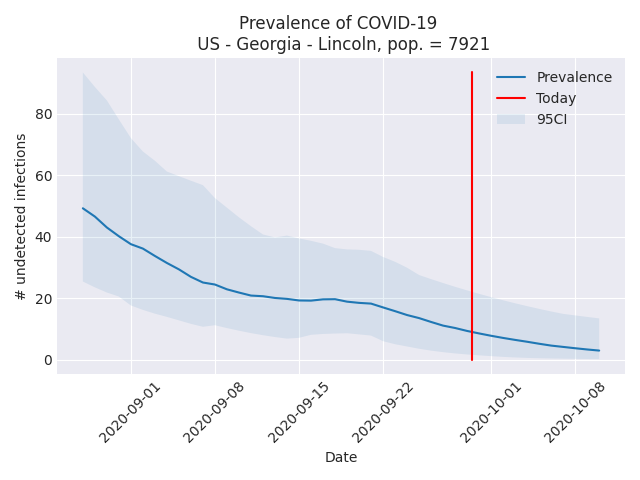 Prevalence of COVID-19
US - Georgia - Lincoln, pop. = 7921
Prevalence
Today
95CI
# undetected infections
80
60
40
20
0
2020-09-01
2020-09-08
2020-09-15
2020-09-22
2020-10-01
2020-10-08
Date